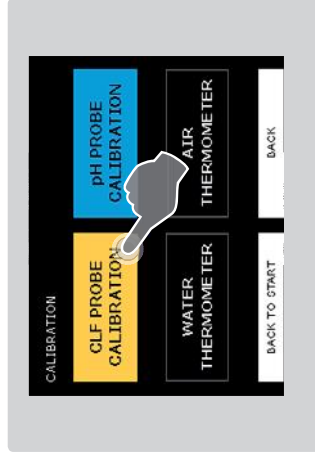 CALIBRATION
CLF PROBE
CALIBRATION
pH PROBE
CALIBRATION
WATER
THERMOMETER
AIR
THERMOMETER
BACK TO START
BACK